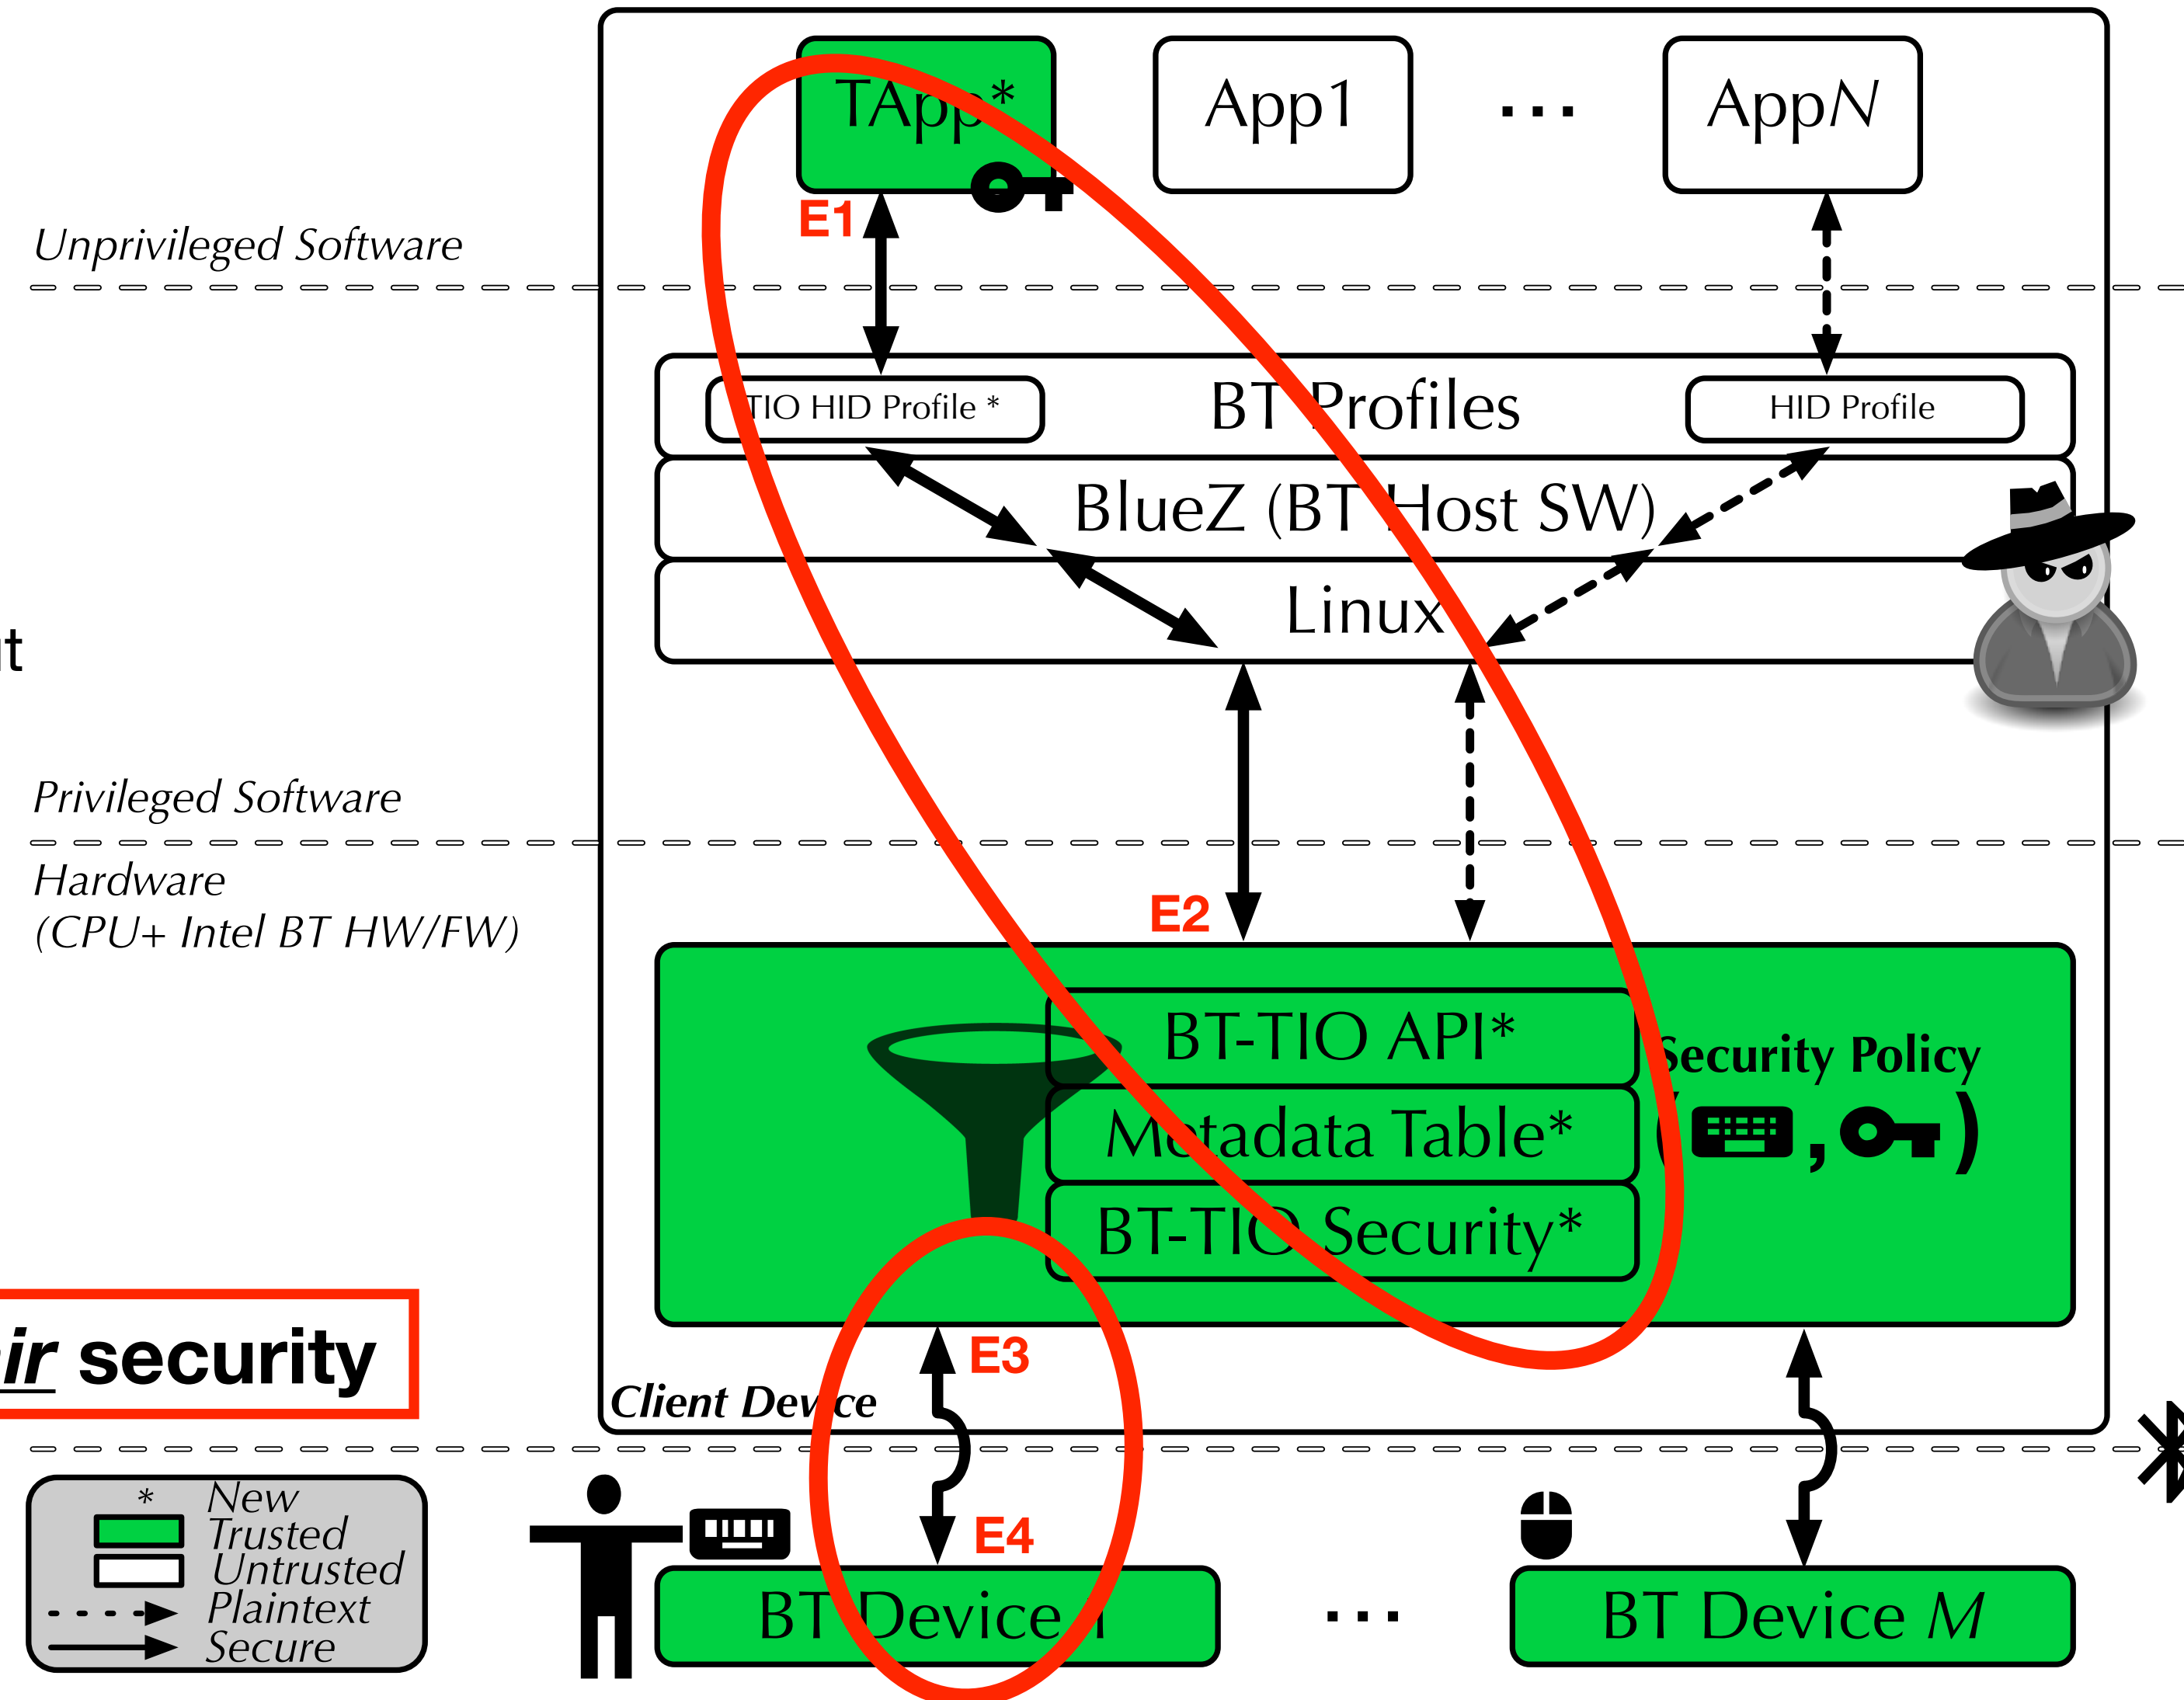 TApp*
App1
...
AppN
E1
Unprivileged Software
TIO HID Profile *
BT Profiles
HID Profile
BlueZ (BT Host SW)
Linux
Privileged Software
Hardware
(CPU+ Intel BT HW/FW)
E2
BT-TIO API*
Security Policy
( , )
Metadata Table*
BT-TIO Security*
security
E3
Client Device
* New
Trusted
Untrusted
Plaintext
Secure
E4
BT Device 1
...
BT Device M